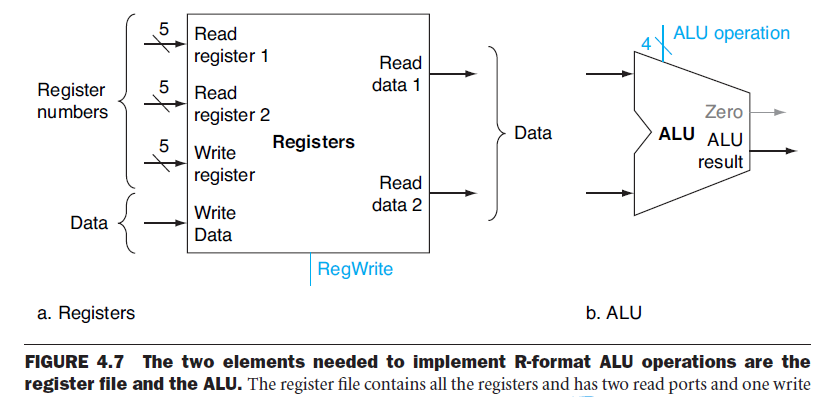 5
Read
register 1
5
Read
register 2
5
Write
register
Write
Data
Register
numbers
Data
Registers
Read
data 1
Read
data 2
Data
RegWrite
4
ALU operation
Zero
ALU
ALU
result
a. Registers
b. ALU
FIGURE 4.7 The two elements needed to implement R-format ALU operations are the
register file and the ALU. The register file contains all the registers and has two read ports and one write